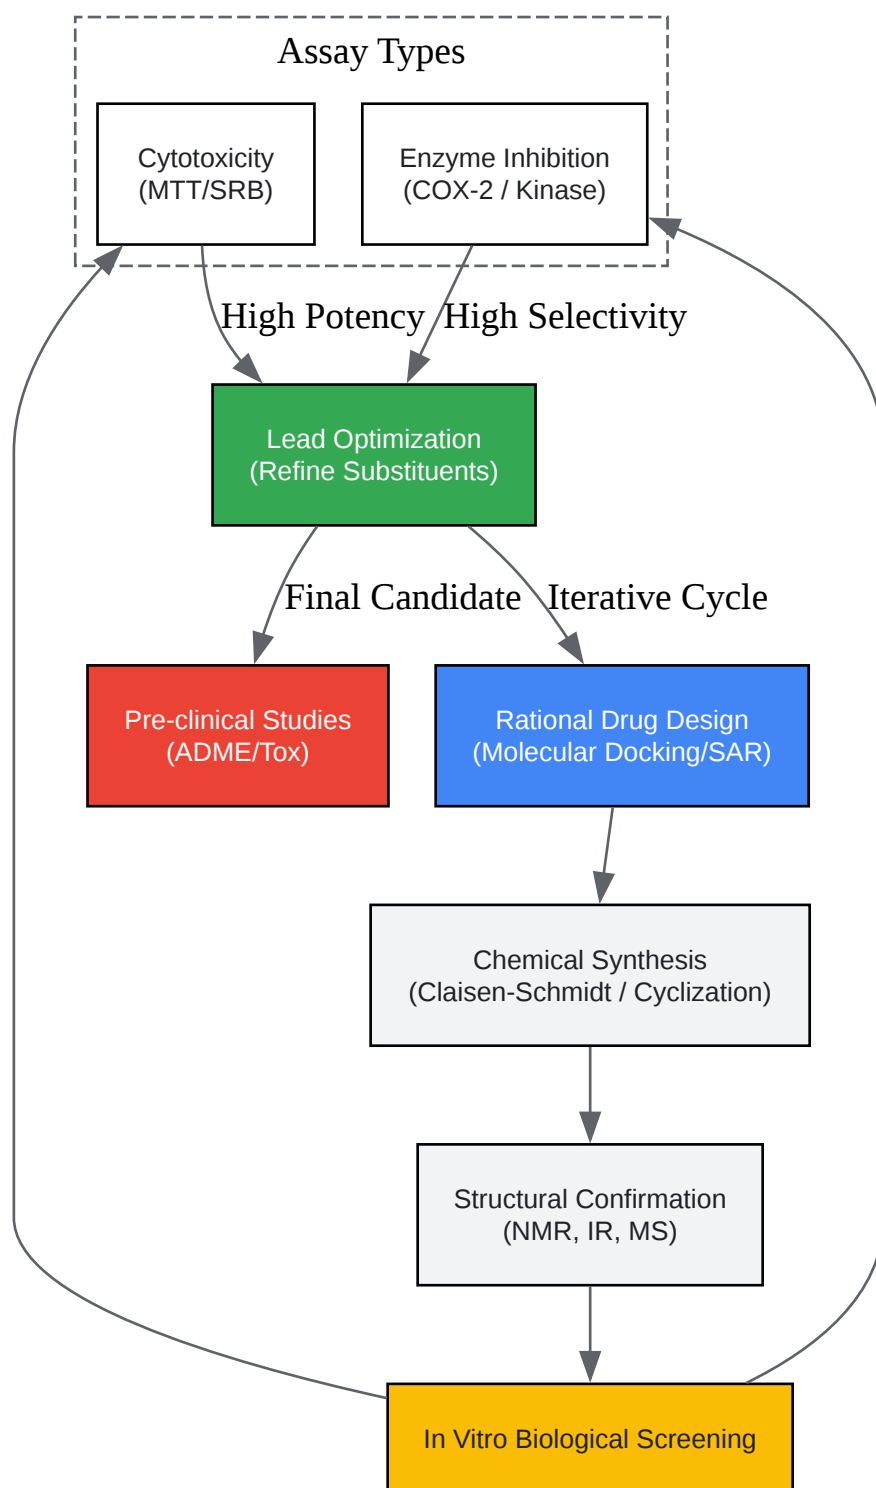 Assay Types
Cytotoxicity
(MTT/SRB)
Enzyme Inhibition
(COX-2 / Kinase)
High Potency
High Selectivity
Lead Optimization
(Refine Substituents)
Final Candidate
Iterative Cycle
Pre-clinical Studies
(ADME/Tox)
Rational Drug Design
(Molecular Docking/SAR)
Chemical Synthesis
(Claisen-Schmidt / Cyclization)
Structural Confirmation
(NMR, IR, MS)
In Vitro Biological Screening